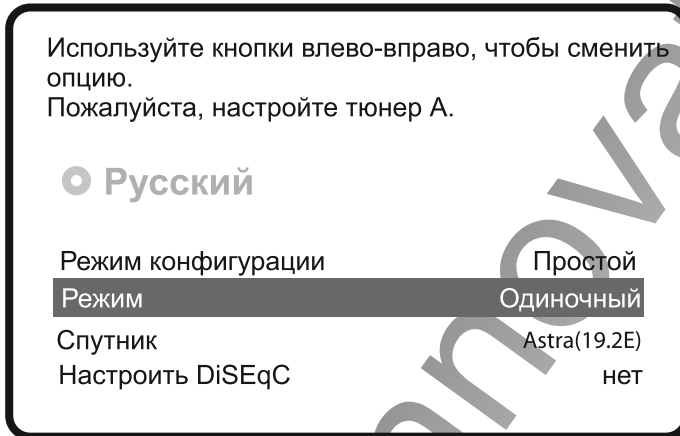 Используйте кнопки влево-вправо, чтобы сменить
опцию.
Пожалуйста, настройте тюнер А.
Русский
Режим конфигурации Простой
Режим Одиночный
Спутник Astra(19.2E)
Настроить DiSEqC нет